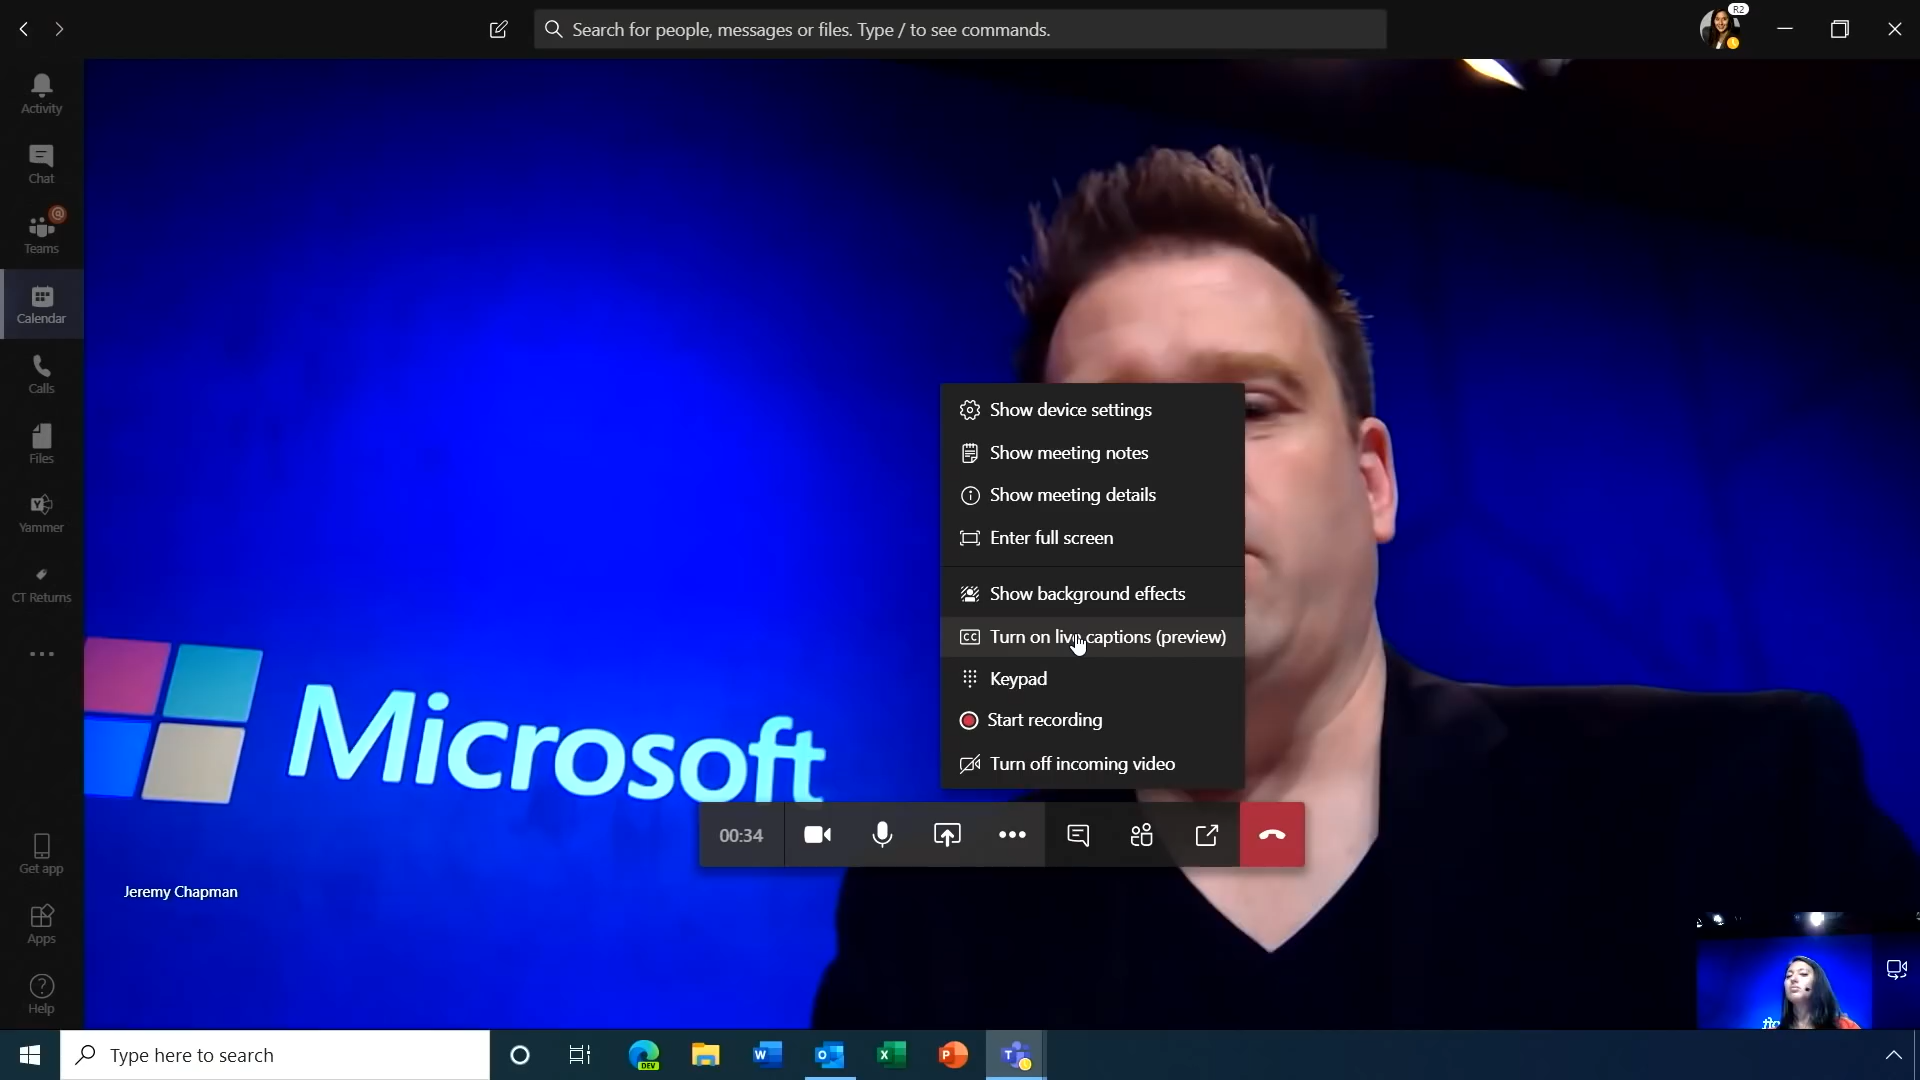 R2
Search for people, messages or files. Type / to see commands.
Activity
Chat
Teams
Calendar
Calls
Files
Yammer
CT Returns
Get app
Apps
Help
Show device settings
Show meeting notes
Show meeting details
Enter full screen
Show background effects
CC Turn on live captions (preview)
Keypad
Start recording
Turn off incoming video
Microsoft
00:34
Jeremy Chapman
Type here to search
DEV
W
O
X
P
T